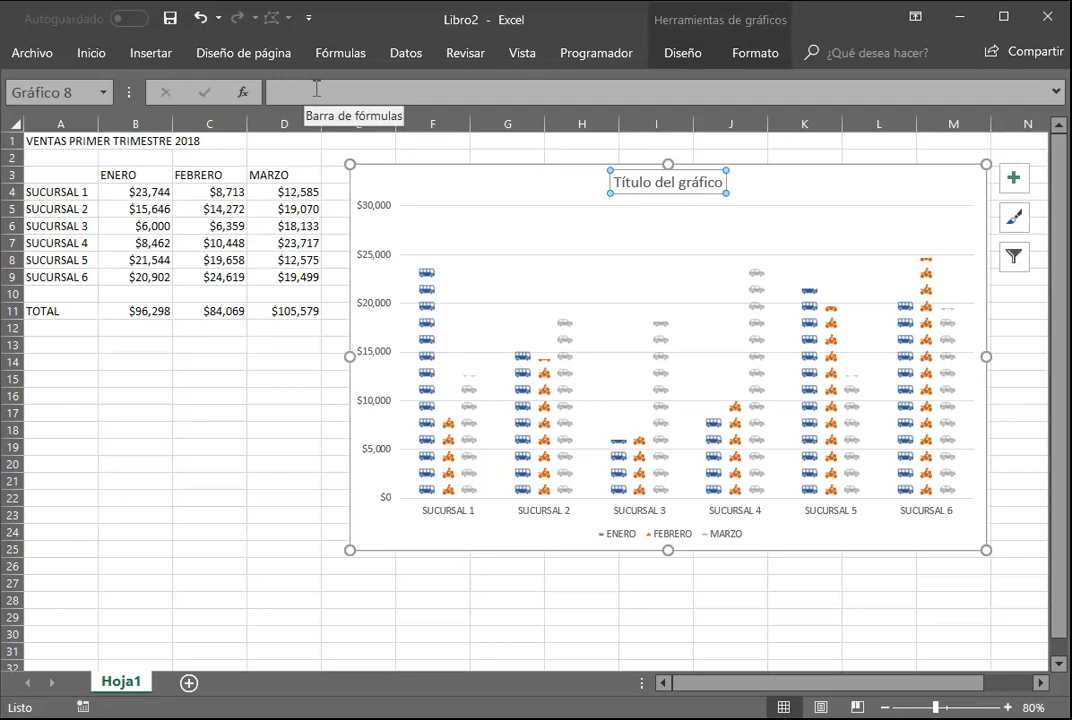 Autoguardado
Libro2 - Excel
Herramientas de gráficos
Archivo Inicio Insertar Diseño de página Fórmulas Datos Revisar Vista Programador Diseño Formato ¿Qué desea hacer? Compartir
Gráfico 8 fx
Barra de fórmulas
A B C D E F G H I J K L M N
1 VENTAS PRIMER TRIMESTRE 2018
2
3 ENERO FEBRERO MARZO
4 SUCURSAL 1 $23,744 $8,713 $12,585
5 SUCURSAL 2 $15,646 $14,272 $19,070
6 SUCURSAL 3 $6,000 $6,359 $18,133
7 SUCURSAL 4 $8,462 $10,448 $23,717
8 SUCURSAL 5 $21,544 $19,658 $12,575
9 SUCURSAL 6 $20,902 $24,619 $19,499
10
11 TOTAL $96,298 $84,069 $105,579
12
13
14
15
16
17
18
19
20
21
22
23
24
25
26
27
28
29
30
31
32
Título del gráfico
$30,000
$25,000
$20,000
$15,000
$10,000
$5,000
$0
SUCURSAL 1 SUCURSAL 2 SUCURSAL 3 SUCURSAL 4 SUCURSAL 5 SUCURSAL 6
ENERO FEBRERO MARZO
Hoja1
Listo
80%